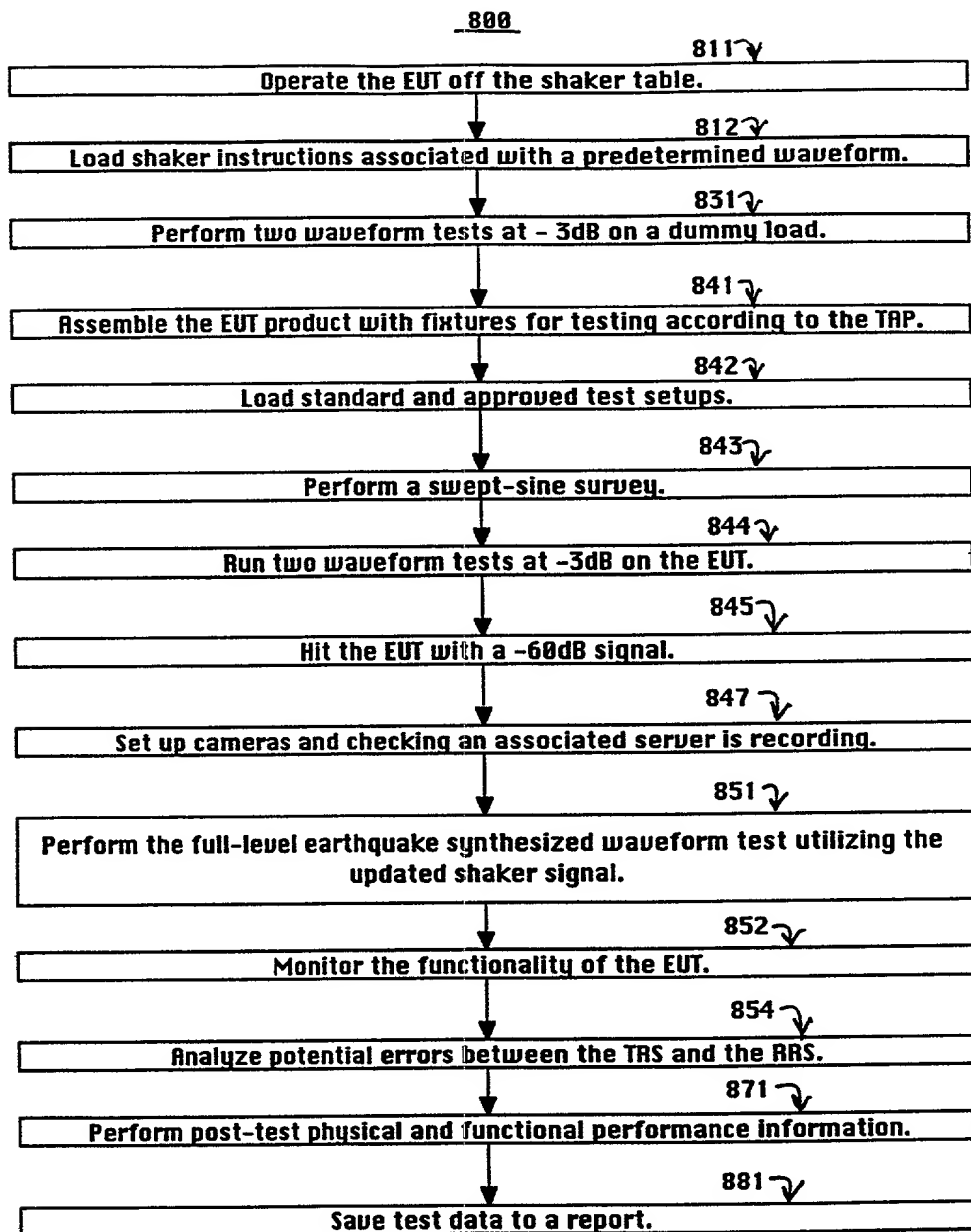 800
811
Operate the EUT off the shaker table.
812
Load shaker instructions associated with a predetermined waveform.
831
Perform two waveform tests at - 3dB on a dummy load.
841
Assemble the EUT product with fixtures for testing according to the TAP.
842
Load standard and approved test setups.
843
Perform a swept-sine survey.
844
Run two waveform tests at -3dB on the EUT.
845
Hit the EUT with a -60dB signal.
847
Set up cameras and checking an associated server is recording.
851
Perform the full-level earthquake synthesized waveform test utilizing the
updated shaker signal.
852
Monitor the functionality of the EUT.
854
Analyze potential errors between the TRS and the RRS.
871
Perform post-test physical and functional performance information.
881
Save test data to a report.